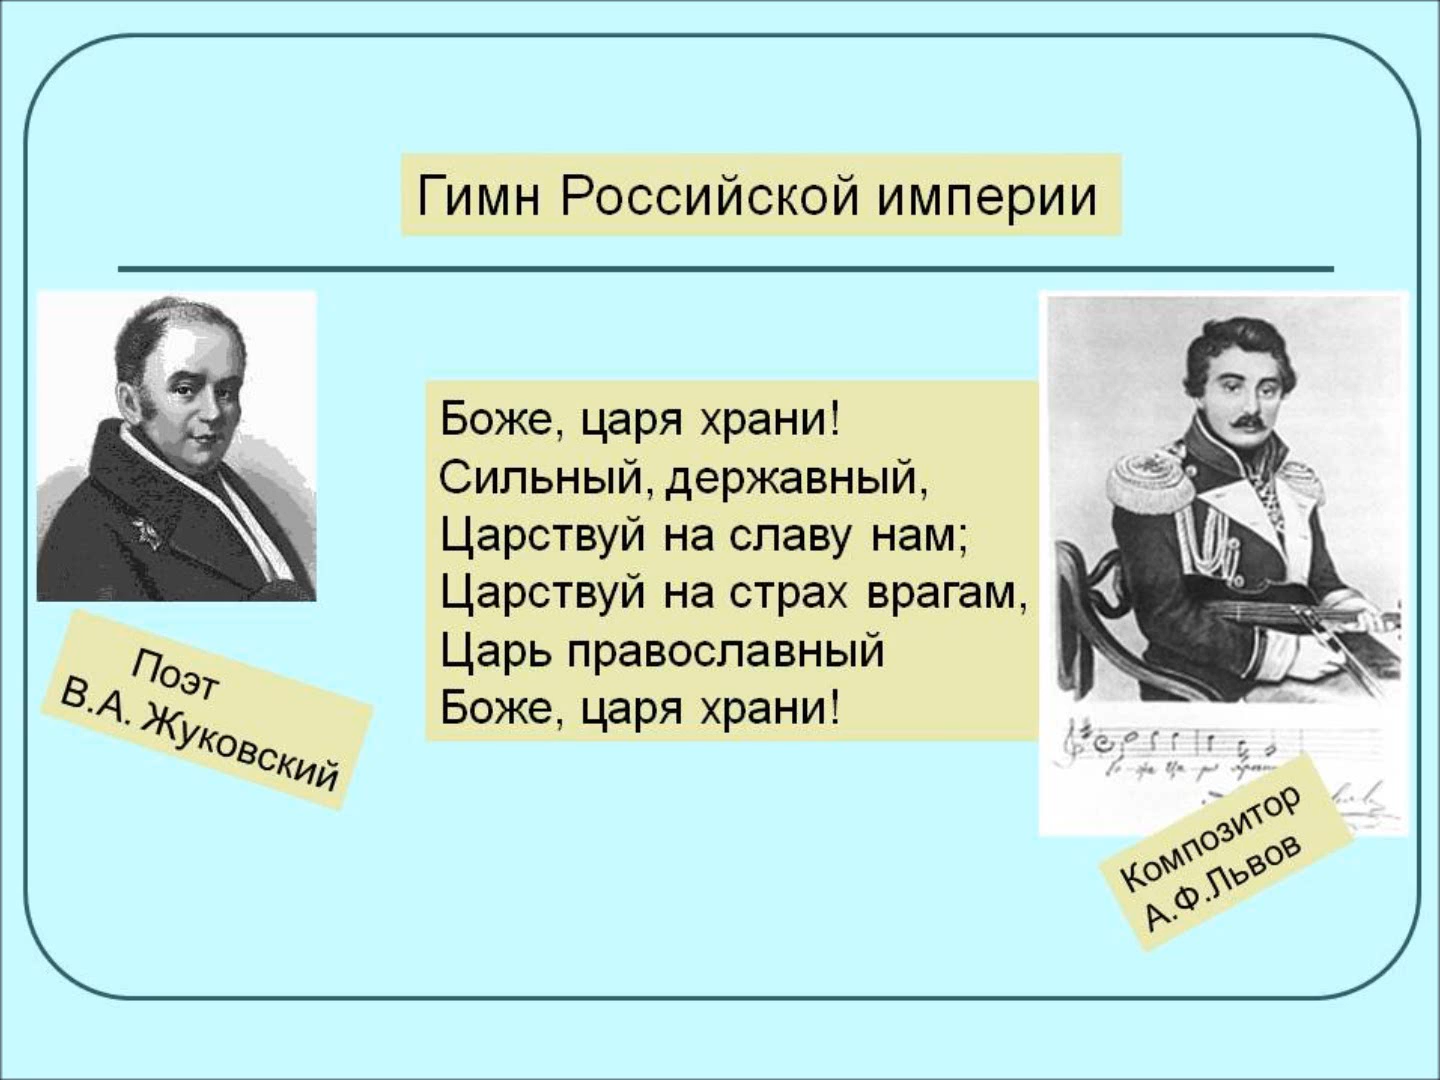 Гимн Российской империи
Боже, царя храни!
Сильный, державный,
Царствуй на славу нам;
Царствуй на страх врагам,
Царь православный
Боже, царя храни!
Поэт
В.А. Жуковский
Композитор
А.Ф.Львов